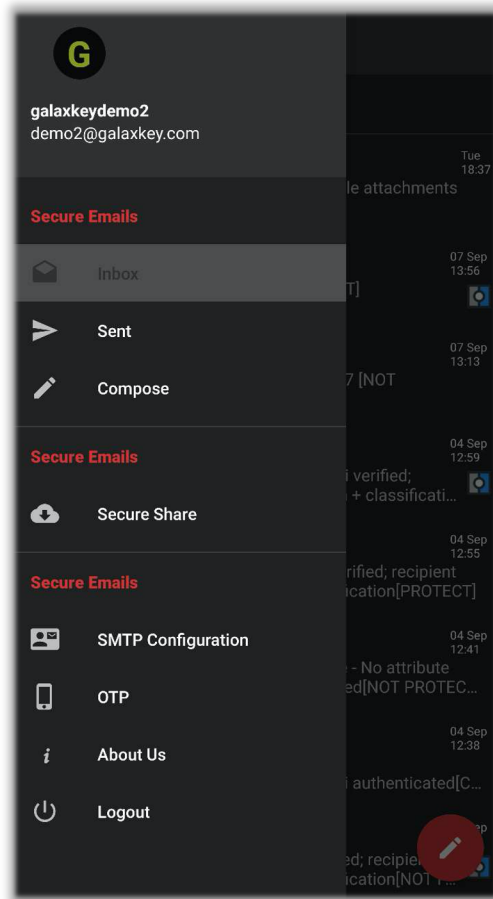 G
galaxkeydemo2
demo2@galaxkey.com
Secure Emails
Inbox
Sent
Compose
Secure Emails
Secure Share
Secure Emails
SMTP Configuration
OTP
i
About Us
Logout
Tue
18:37
le attachments
07 Sep
13:56
T]
07 Sep
13:13
7 [NOT
04 Sep
12:59
i verified;
+ classificati...
04 Sep
12:55
rified; recipient
ication[PROTECT]
04 Sep
12:41
- No attribute
ed[NOT PROTEC...
04 Sep
12:38
i authenticated[C...
ed; recipie
ication[NOT